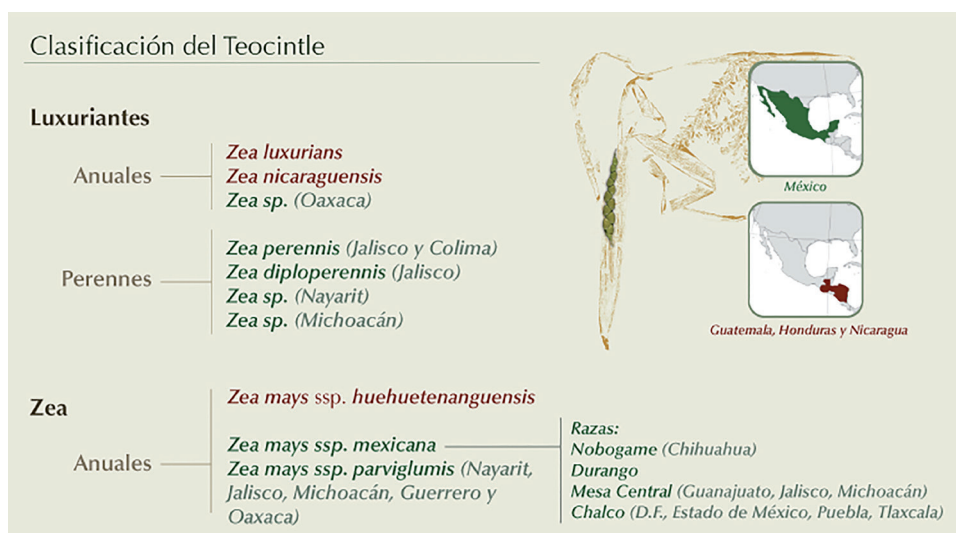 Clasificación del Teocintle
Luxuriantes
Anuales
Zea luxurians
Zea nicaraguensis
Zea sp. (Oaxaca)
Perennes
Zea perennis (Jalisco y Colima)
Zea diploperennis (Jalisco)
Zea sp. (Nayarit)
Zea sp. (Michoacán)
México
Guatemala, Honduras y Nicaragua
Zea
Anuales
Zea mays ssp. huehuetenanguensis
Zea mays ssp. mexicana
Zea mays ssp. parviglumis (Nayarit,
Jalisco, Michoacán, Guerrero y
Oaxaca)
Razas:
Nobogame (Chihuahua)
Durango
Mesa Central (Guanajuato, Jalisco, Michoacán)
Chalco (D.F., Estado de México, Puebla, Tlaxcala)